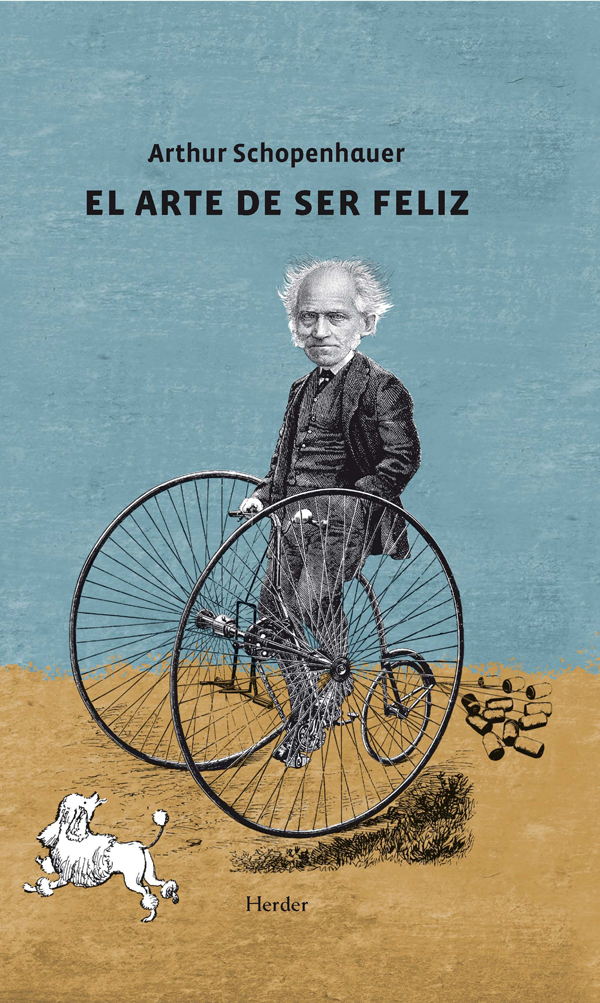 Arthur Schopenhauer
EL ARTE DE SER FELIZ
Herder